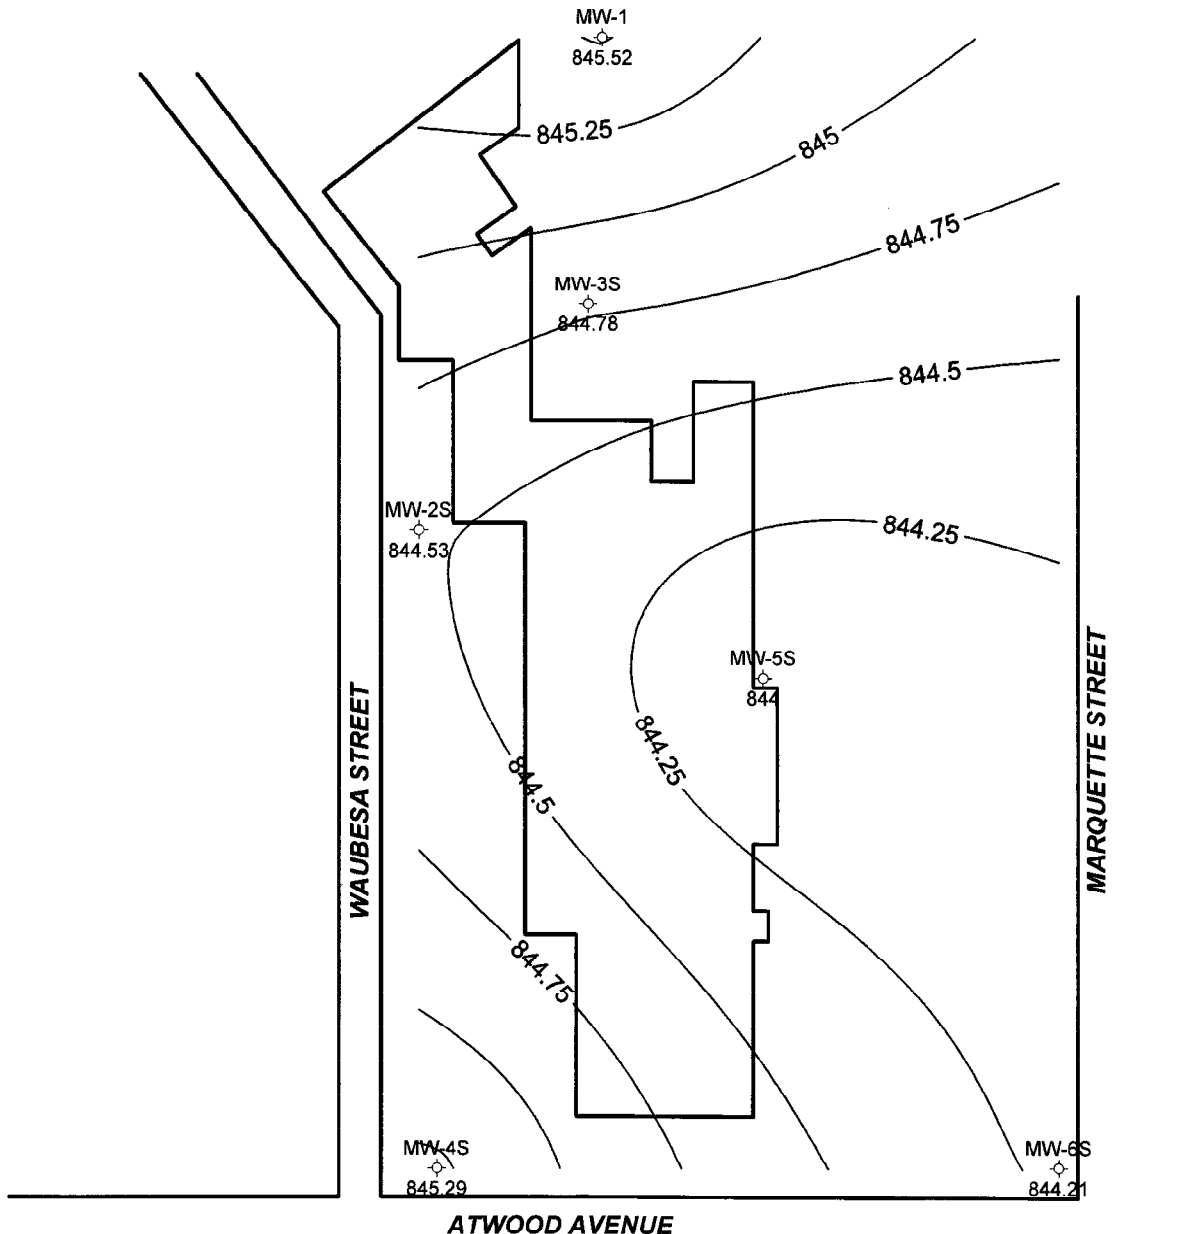 MW-1
845.52
845.25
845
844.75
MW-3S
844.78
844.5
MW-2S
844.53
844.25
MW-5S
844
844.25
844.5
WAUBESA STREET
MARQUETTE STREET
844.75
MW-4S
845.29
MW-6S
844.21
ATWOOD AVENUE